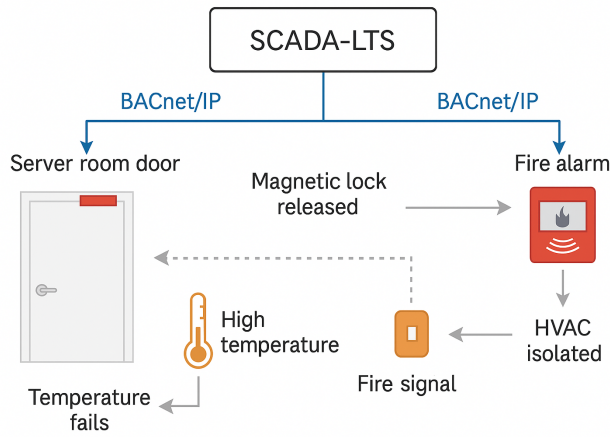 SCADA-LTS
BACnet/IP
BACnet/IP
Server room door
Fire alarm
Magnetic lock
released
High
temperature
HVAC
isolated
Fire signal
Temperature
fails